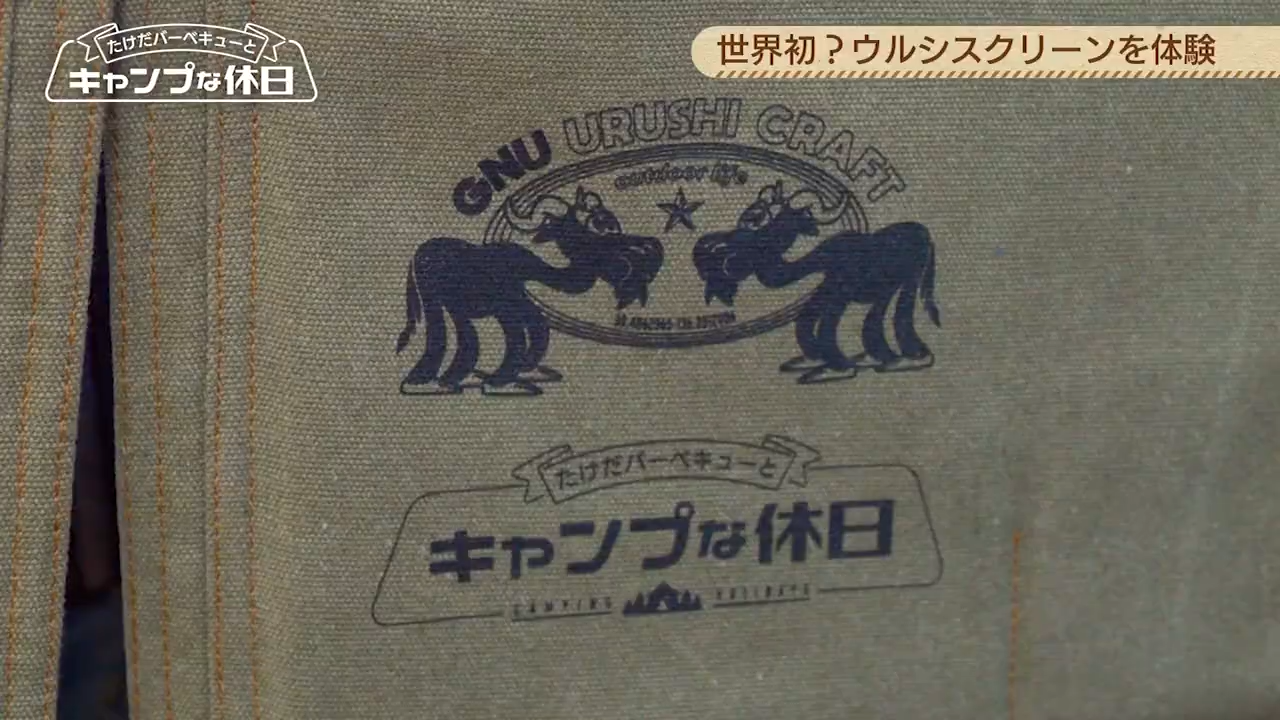 たけだバーベキューと
キャンプな休日
世界初?ウルシスクリーンを体験
GNU URUSHI CRAFT
outdoor life
たけだバーベキューと
キャンプな休日
CAMPING HOLIDAYS